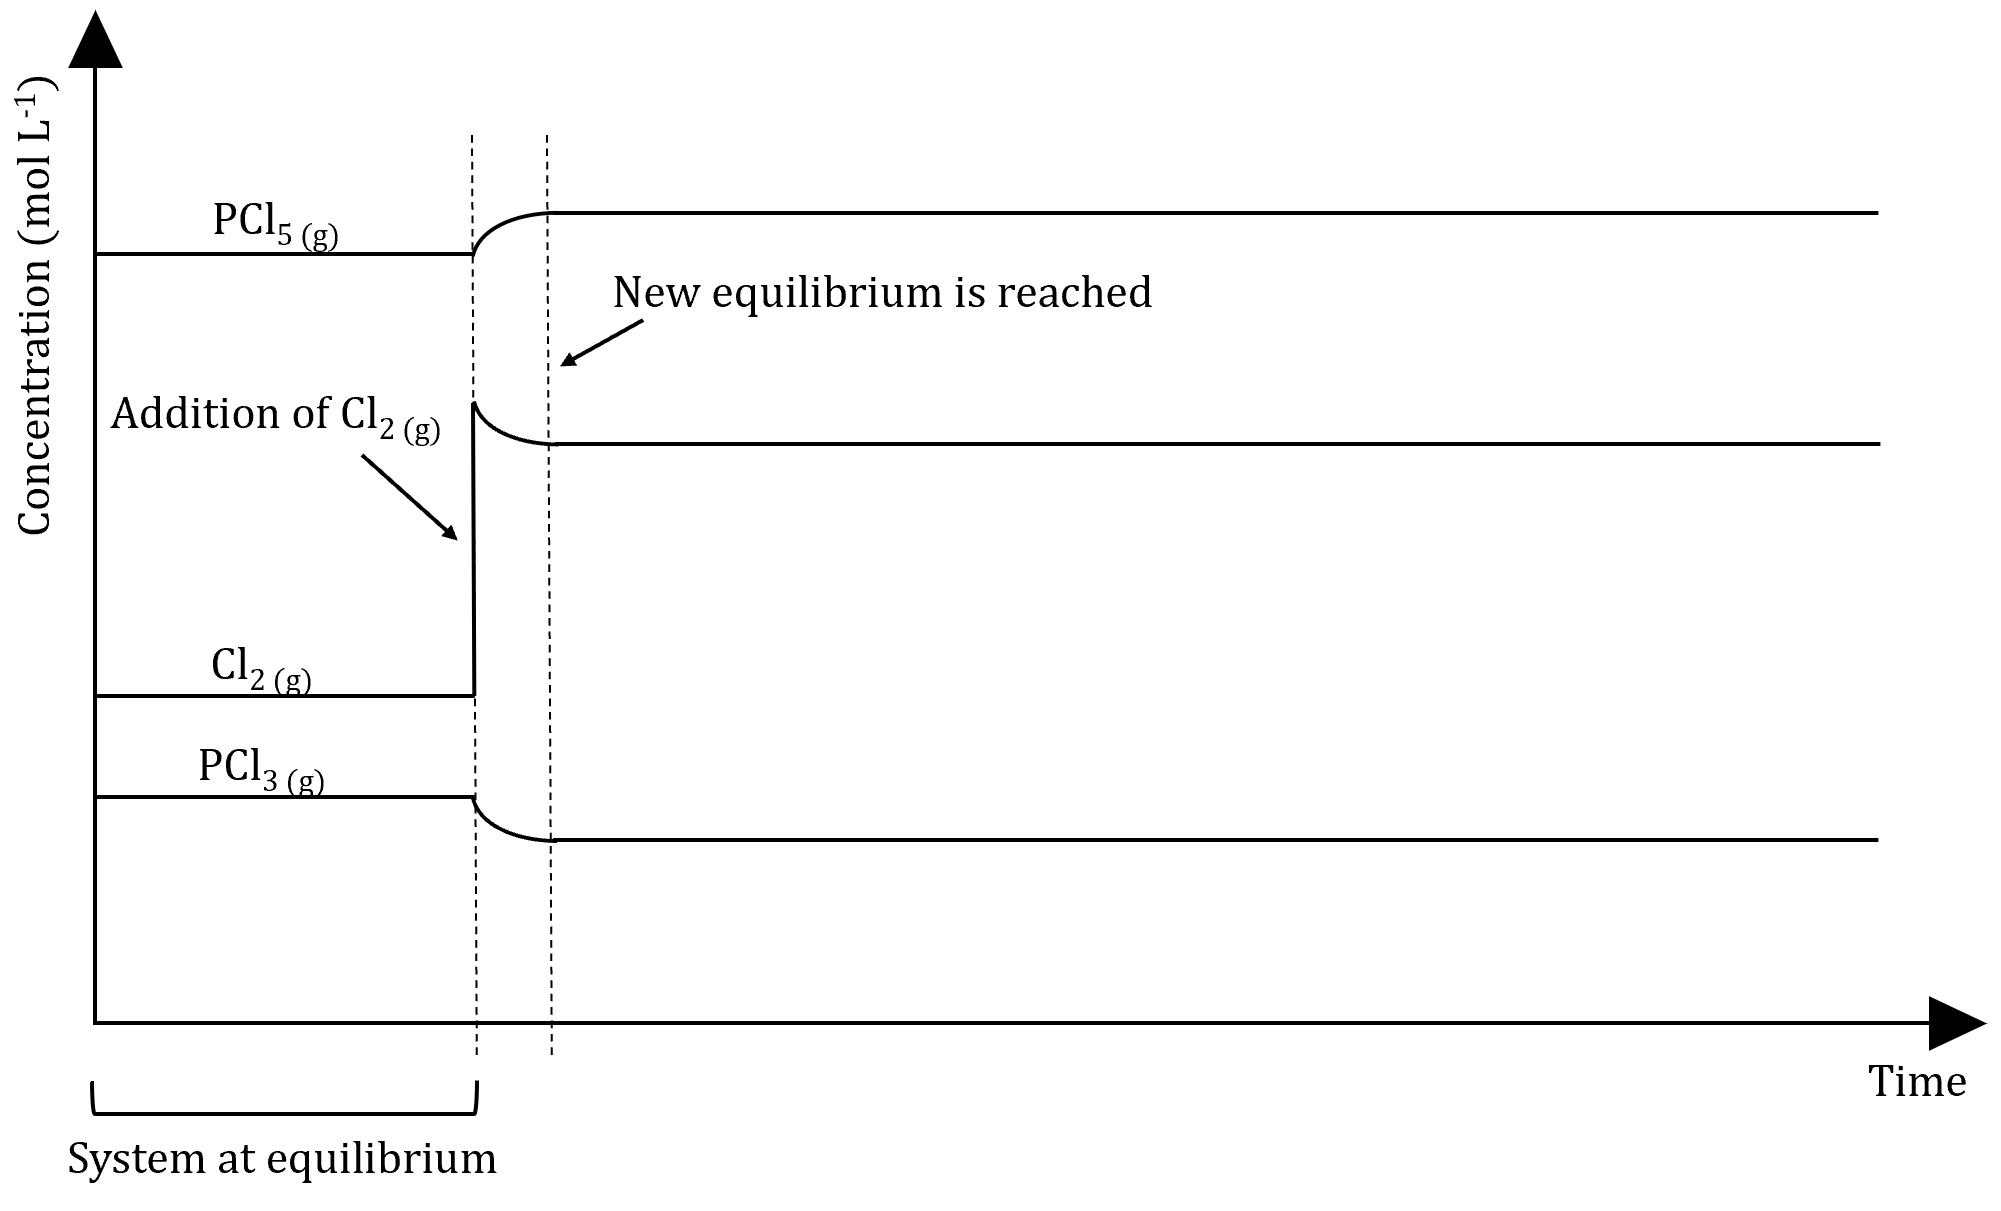 Concentration (mol L⁻¹)
PCl₅ (g)
New equilibrium is reached
Addition of Cl₂ (g)
Cl₂ (g)
PCl₃ (g)
Time
System at equilibrium